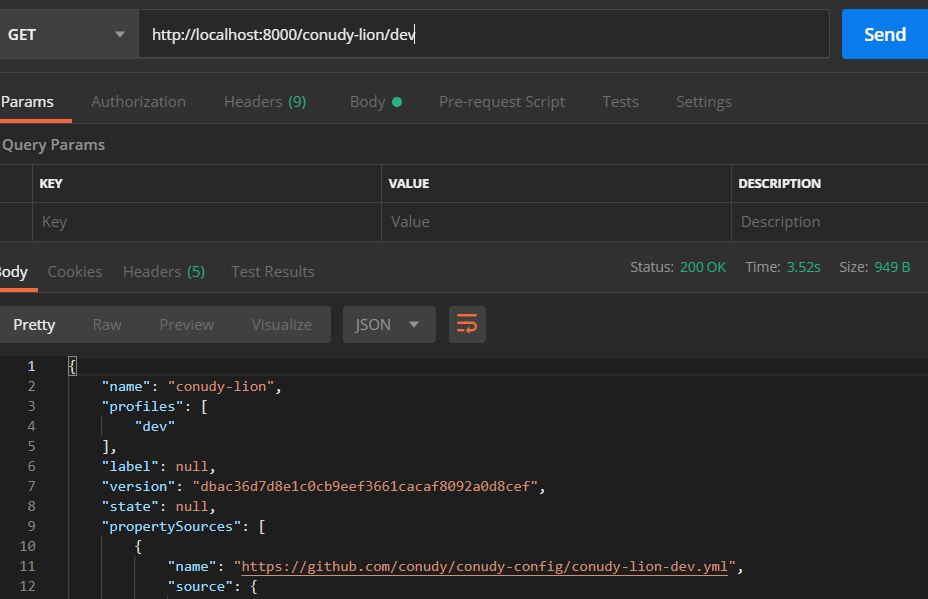 GET http://localhost:8000/conudy-lion/dev Send
Params Authorization Headers (9) Body Pre-request Script Tests Settings
Query Params
KEY VALUE DESCRIPTION
Key Value Description
Body Cookies Headers (5) Test Results Status: 200 OK Time: 3.52s Size: 949 B
Pretty Raw Preview Visualize JSON
1 {
2 "name": "conudy-lion",
3 "profiles": [
4 "dev"
5 ],
6 "label": null,
7 "version": "dbac36d7d8e1c0cb9eef3661cacaf8092a0d8cef",
8 "state": null,
9 "propertySources": [
10 {
11 "name": "https://github.com/conudy/conudy-config/conudy-lion-dev.yml",
12 "source": {